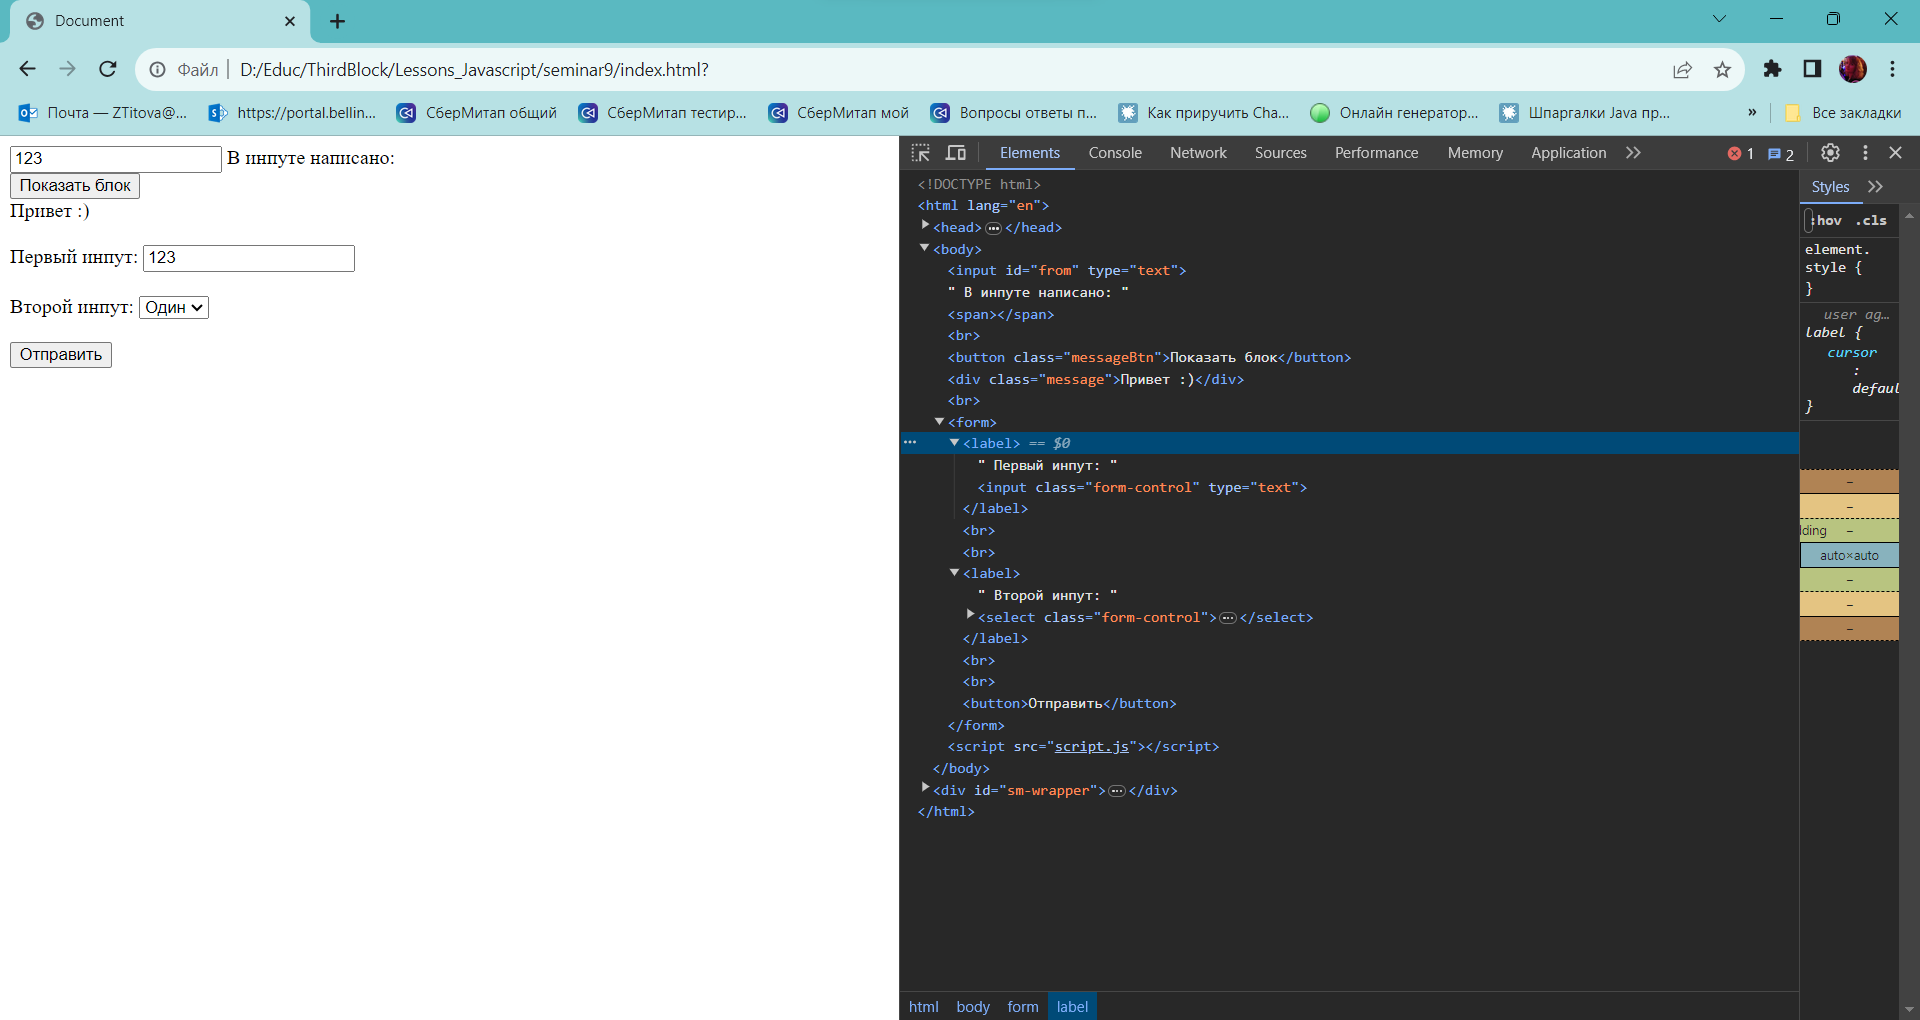 Document
Файл D:/Educ/ThirdBlock/Lessons_Javascript/seminar9/index.html?
Почта — ZTitova@... https://portal.bellin... СберМитап общий СберМитап тестир... СберМитап мой Вопросы ответы п... Как приручить Cha... Онлайн генератор... Шпаргалки Java пр... » Все закладки
123 В инпуте написано:
Показать блок
Привет :)
Первый инпут: 123
Второй инпут: Один
Отправить
Elements Console Network Sources Performance Memory Application 1 2
<!DOCTYPE html>
<html lang="en">
<head>…</head>
<body>
<input id="from" type="text">
" В инпуте написано: "
<span></span>
<br>
<button class="messageBtn">Показать блок</button>
<div class="message">Привет :)</div>
<br>
<form>
… <label> == $0
" Первый инпут: "
<input class="form-control" type="text">
</label>
<br>
<br>
<label>
" Второй инпут: "
<select class="form-control">…</select>
</label>
<br>
<br>
<button>Отправить</button>
</form>
<script src="script.js"></script>
</body>
<div id="sm-wrapper">…</div>
</html>
html body form label
Styles
:hov .cls
element.
style {
}
user ag…
label {
cursor
:
defaul
}
–
–
lding –
auto×auto
–
–
–